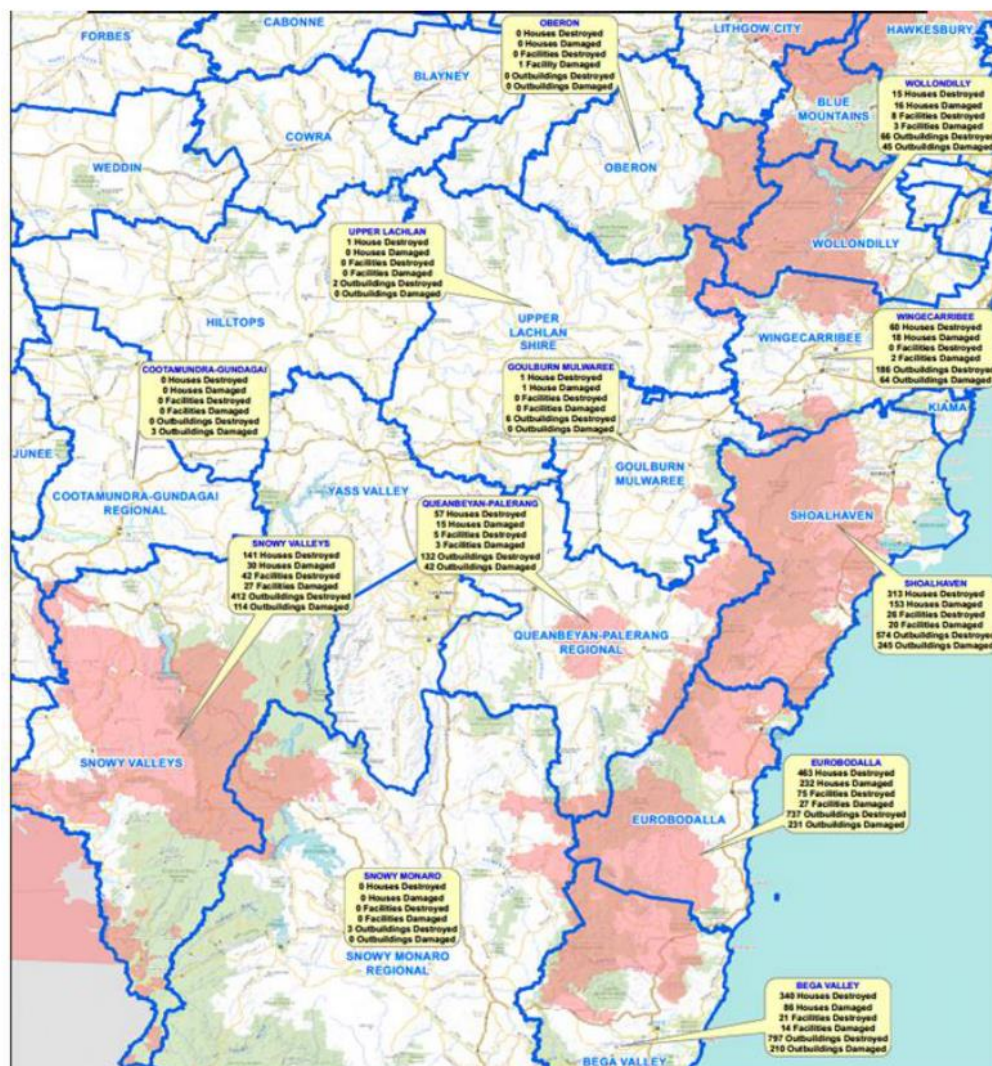 CABONNE
FORBES
BLAYNEY
COWRA
WEDDIN
LITHGOW CITY
HAWKESBURY
BLUE
MOUNTAINS
OBERON
0 Houses Destroyed
0 Houses Damaged
0 Facilities Destroyed
1 Facility Damaged
0 Outbuildings Destroyed
0 Outbuildings Damaged
WOLLONDILLY
15 Houses Destroyed
16 Houses Damaged
8 Facilities Destroyed
3 Facilities Damaged
66 Outbuildings Destroyed
45 Outbuildings Damaged
OBERON
WOLLONDILLY
UPPER LACHLAN
1 House Destroyed
0 Houses Damaged
0 Facilities Destroyed
0 Facilities Damaged
2 Outbuildings Destroyed
0 Outbuildings Damaged
HILLTOPS
UPPER
LACHLAN
SHIRE
WINGECARRIBEE
WINGECARRIBEE
60 Houses Destroyed
18 Houses Damaged
0 Facilities Destroyed
2 Facilities Damaged
186 Outbuildings Destroyed
64 Outbuildings Damaged
COOTAMUNDRA-GUNDAGAI
0 Houses Destroyed
0 Houses Damaged
0 Facilities Destroyed
0 Facilities Damaged
0 Outbuildings Destroyed
3 Outbuildings Damaged
GOULBURN MULWAREE
1 House Destroyed
1 House Damaged
0 Facilities Destroyed
0 Facilities Damaged
6 Outbuildings Destroyed
0 Outbuildings Damaged
KIAMA
JUNEE
COOTAMUNDRA-GUNDAGAI
REGIONAL
YASS VALLEY
GOULBURN
MULWAREE
SHOALHAVEN
QUEANBEYAN-PALERANG
57 Houses Destroyed
15 Houses Damaged
5 Facilities Destroyed
3 Facilities Damaged
132 Outbuildings Destroyed
42 Outbuildings Damaged
SNOWY VALLEYS
141 Houses Destroyed
30 Houses Damaged
42 Facilities Destroyed
27 Facilities Damaged
412 Outbuildings Destroyed
114 Outbuildings Damaged
SHOALHAVEN
313 Houses Destroyed
153 Houses Damaged
26 Facilities Destroyed
20 Facilities Damaged
574 Outbuildings Destroyed
345 Outbuildings Damaged
QUEANBEYAN-PALERANG
REGIONAL
SNOWY VALLEYS
EUROBODALLA
463 Houses Destroyed
232 Houses Damaged
75 Facilities Destroyed
27 Facilities Damaged
737 Outbuildings Destroyed
231 Outbuildings Damaged
EUROBODALLA
SNOWY MONARO
0 Houses Destroyed
0 Houses Damaged
0 Facilities Destroyed
0 Facilities Damaged
3 Outbuildings Destroyed
0 Outbuildings Damaged
SNOWY MONARO
REGIONAL
BEGA VALLEY
340 Houses Destroyed
86 Houses Damaged
21 Facilities Destroyed
14 Facilities Damaged
797 Outbuildings Destroyed
210 Outbuildings Damaged
BEGA VALLEY